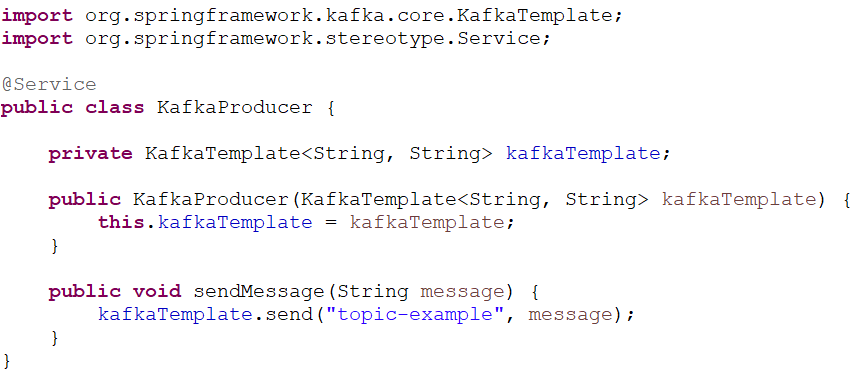 import org.springframework.kafka.core.KafkaTemplate;
import org.springframework.stereotype.Service;

@Service
public class KafkaProducer {

    private KafkaTemplate<String, String> kafkaTemplate;

    public KafkaProducer(KafkaTemplate<String, String> kafkaTemplate) {
        this.kafkaTemplate = kafkaTemplate;
    }

    public void sendMessage(String message) {
        kafkaTemplate.send("topic-example", message);
    }
}